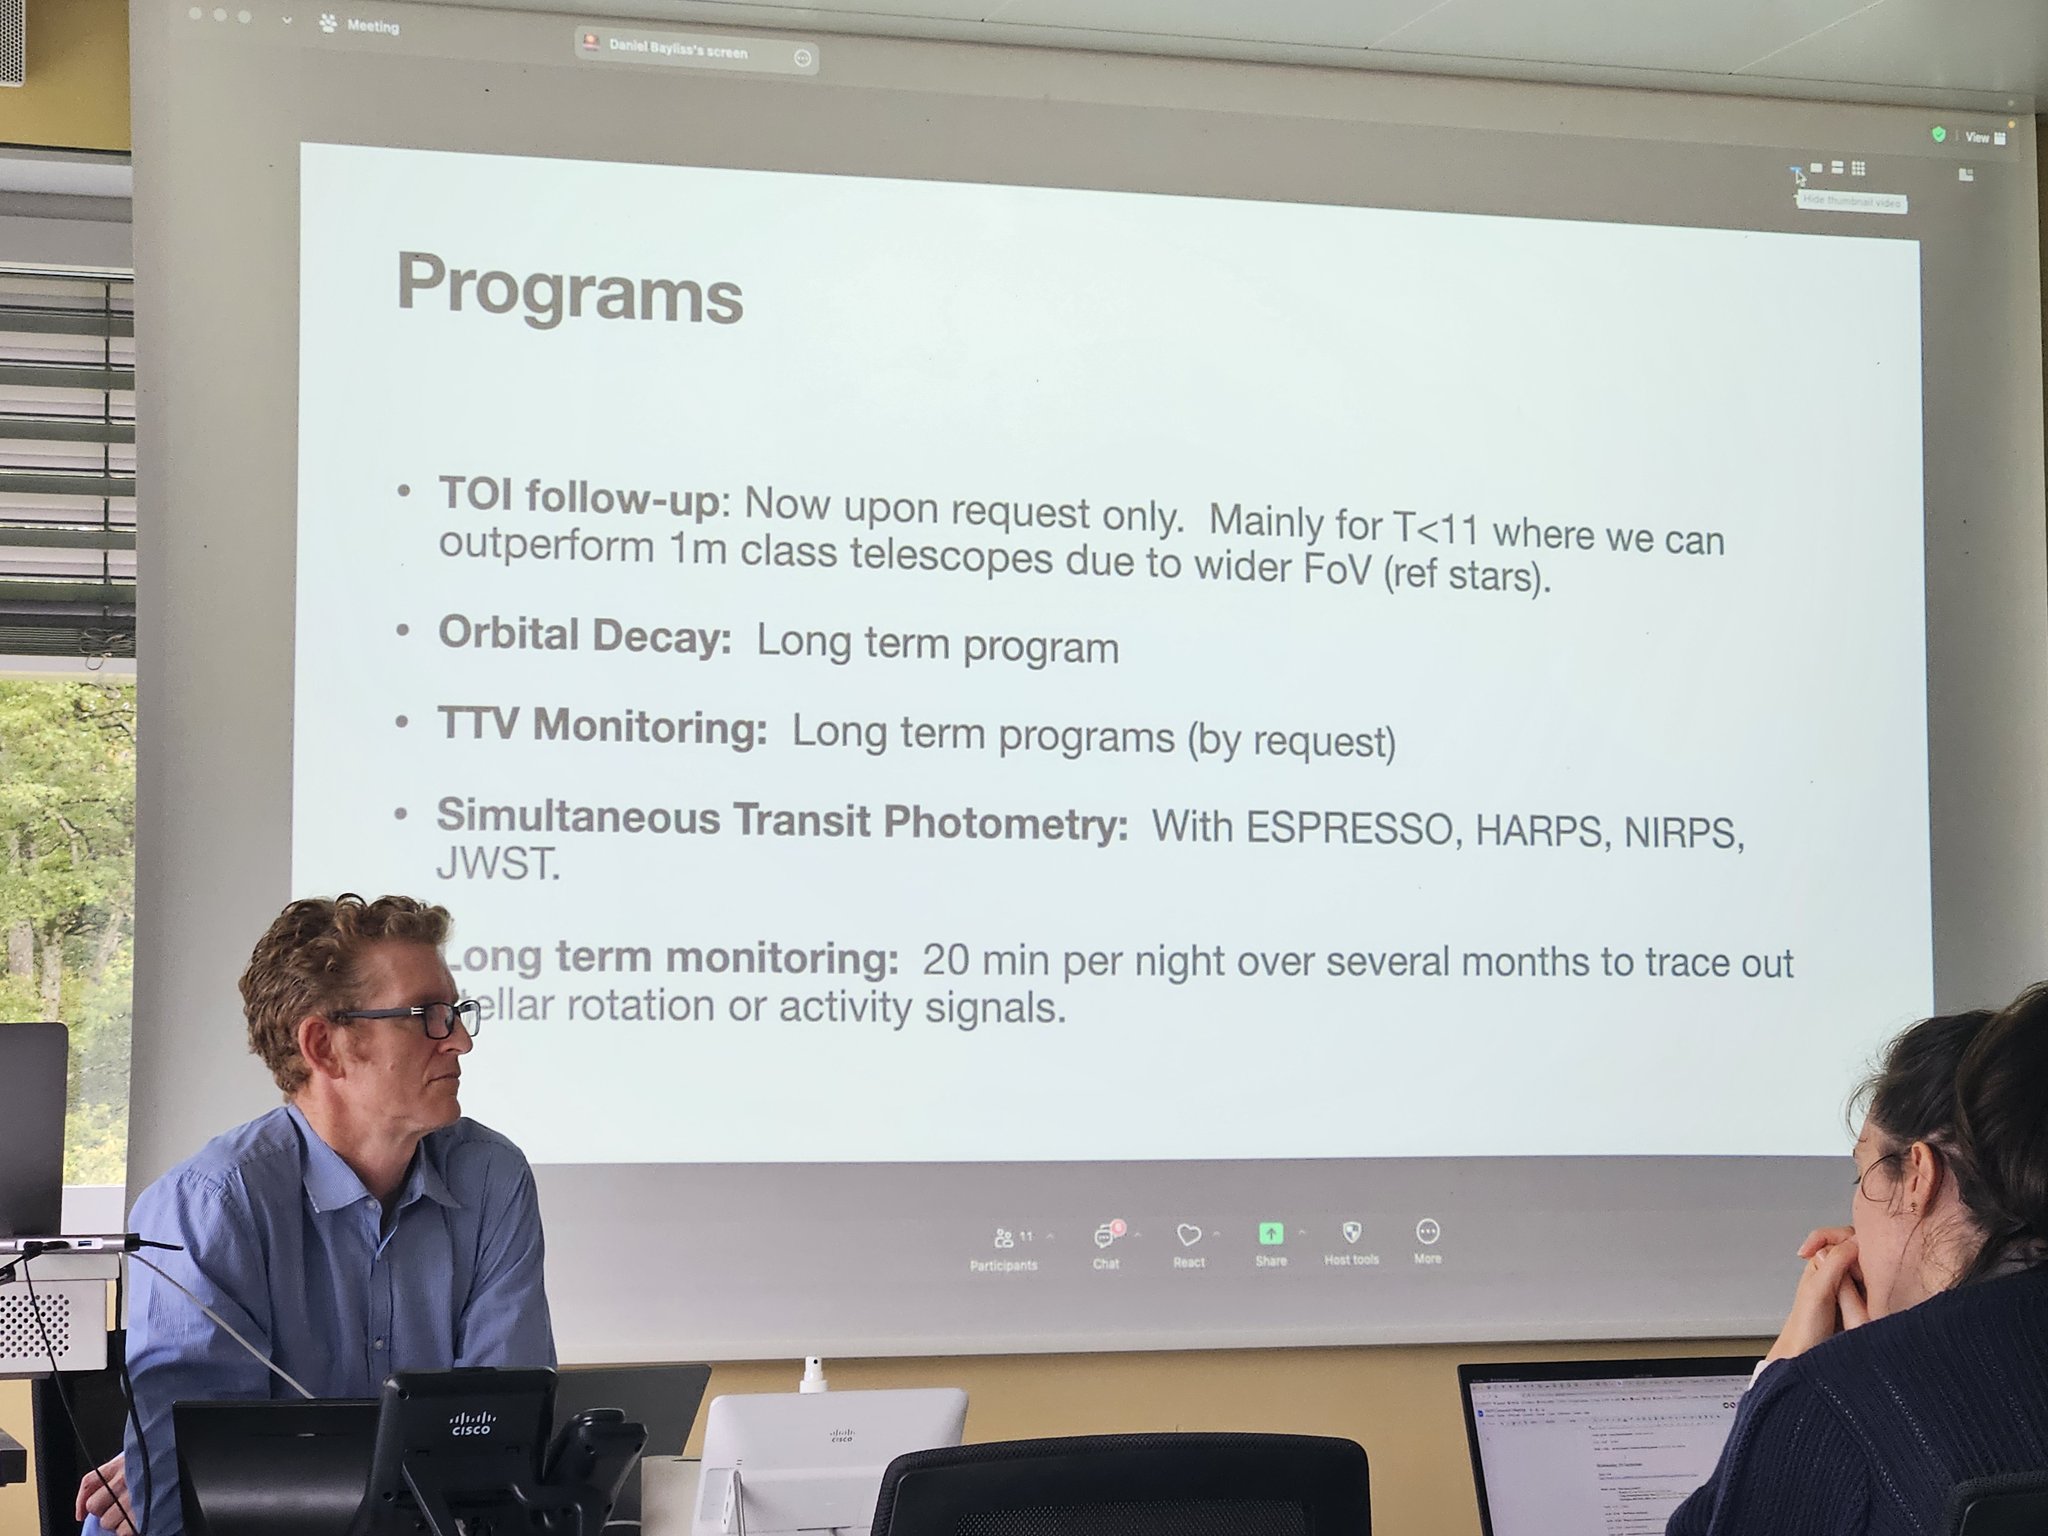 Meeting
Daniel Bayliss's screen
View
Hide thumbnail video
Programs
• TOI follow-up: Now upon request only. Mainly for T<11 where we can
outperform 1m class telescopes due to wider FoV (ref stars).
• Orbital Decay: Long term program
• TTV Monitoring: Long term programs (by request)
• Simultaneous Transit Photometry: With ESPRESSO, HARPS, NIRPS,
JWST.
Long term monitoring: 20 min per night over several months to trace out
tellar rotation or activity signals.
11
Participants
Chat
React
Share
Host tools
More
CISCO
CISCO